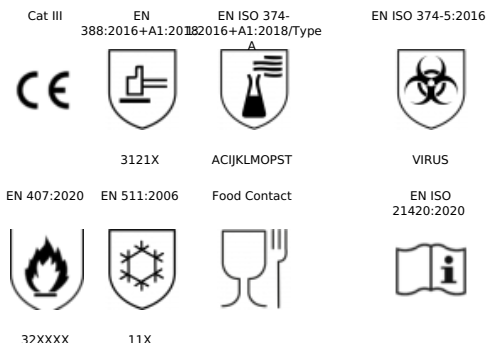 Cat III
EN
388:2016+A1:2018
EN ISO 374-
1:2016+A1:2018/Type
A
EN ISO 374-5:2016
CE
3121X
ACIJKLMOPST
VIRUS
EN 407:2020
EN 511:2006
Food Contact
EN ISO
21420:2020
i
32XXXX
11X